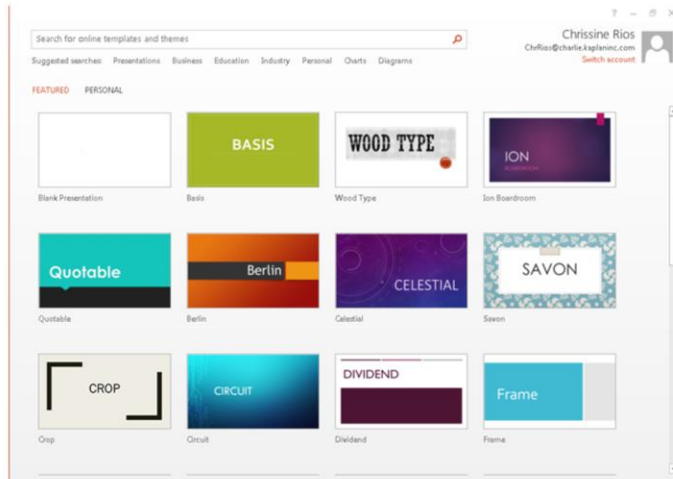 ?
Search for online templates and themes
Chrissine Rios
ChrRios@charlie.kaplaninc.com
Switch account
Suggested searches: Presentations Business Education Industry Personal Charts Diagrams
FEATURED PERSONAL
BASIS
WOOD TYPE
ION
BOARDROOM
Blank Presentation Basis Wood Type Ion Boardroom
Quotable
Berlin
CELESTIAL
SAVON
Quotable Berlin Celestial Savon
CROP
CIRCUIT
DIVIDEND
Frame
Crop Circuit Dividend Frame